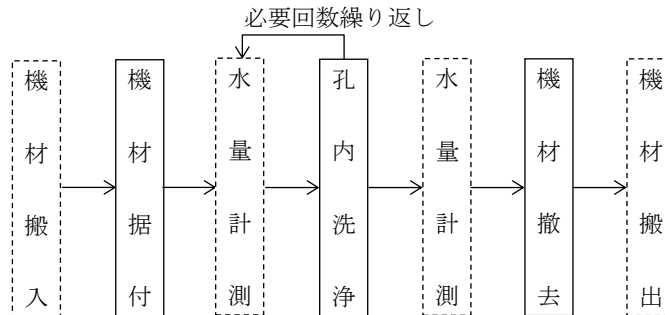 必要回数繰り返し
機材搬入
機材据付
水量計測
孔内洗浄
水量計測
機材撤去
機材搬出